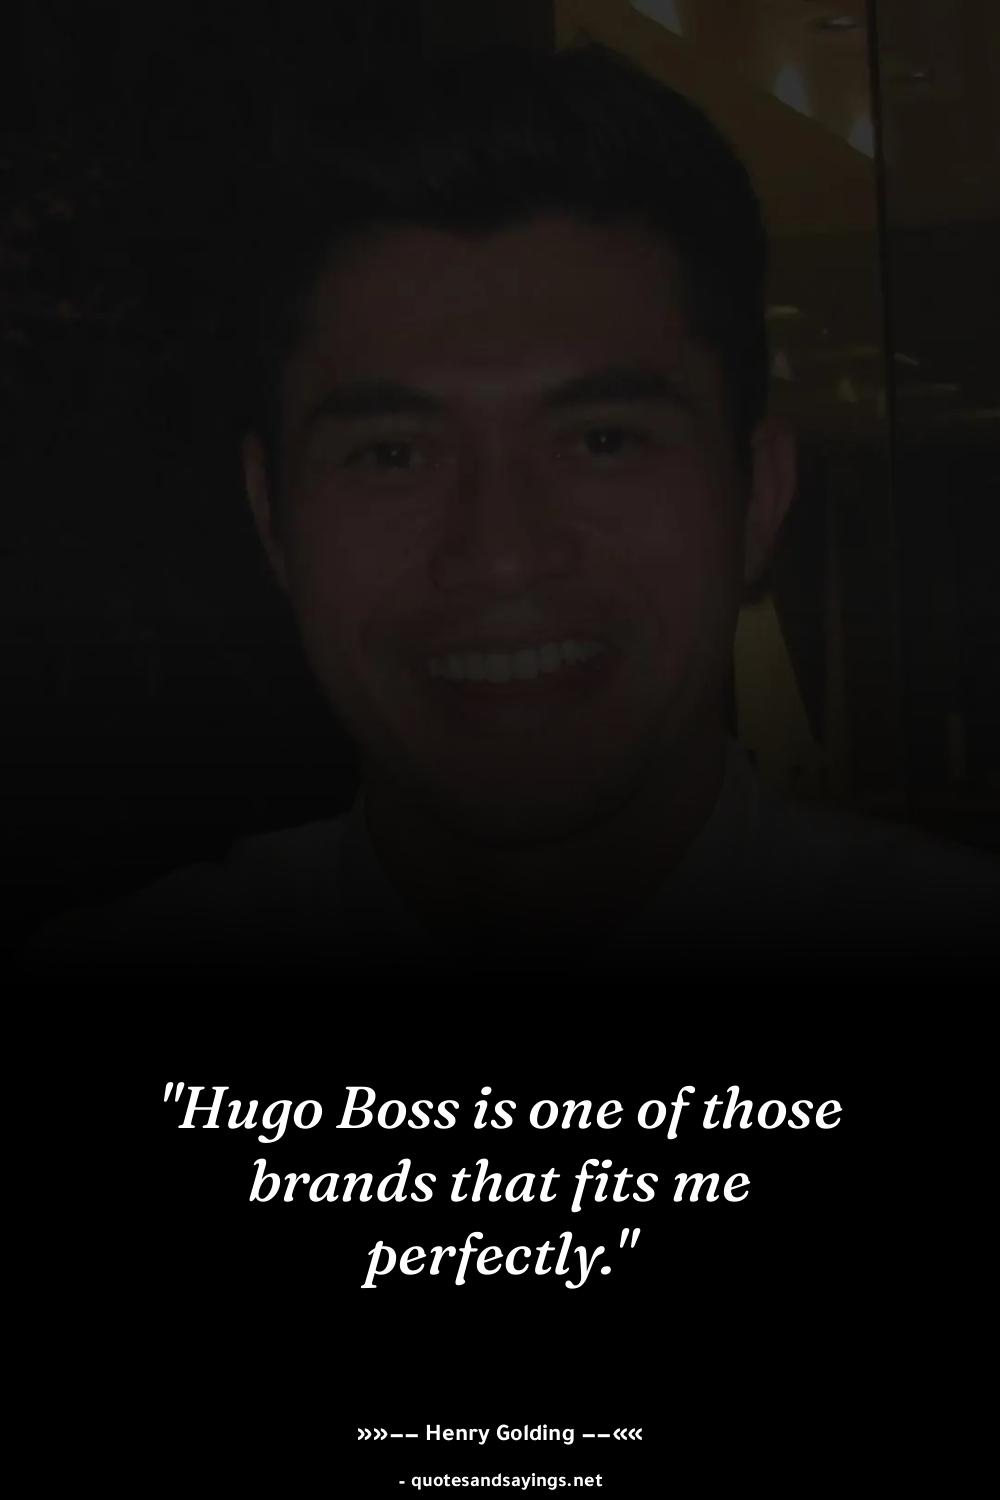 "Hugo Boss is one of those
brands that fits me
perfectly."
»»−− Henry Golding −−««
- quotesandsayings.net